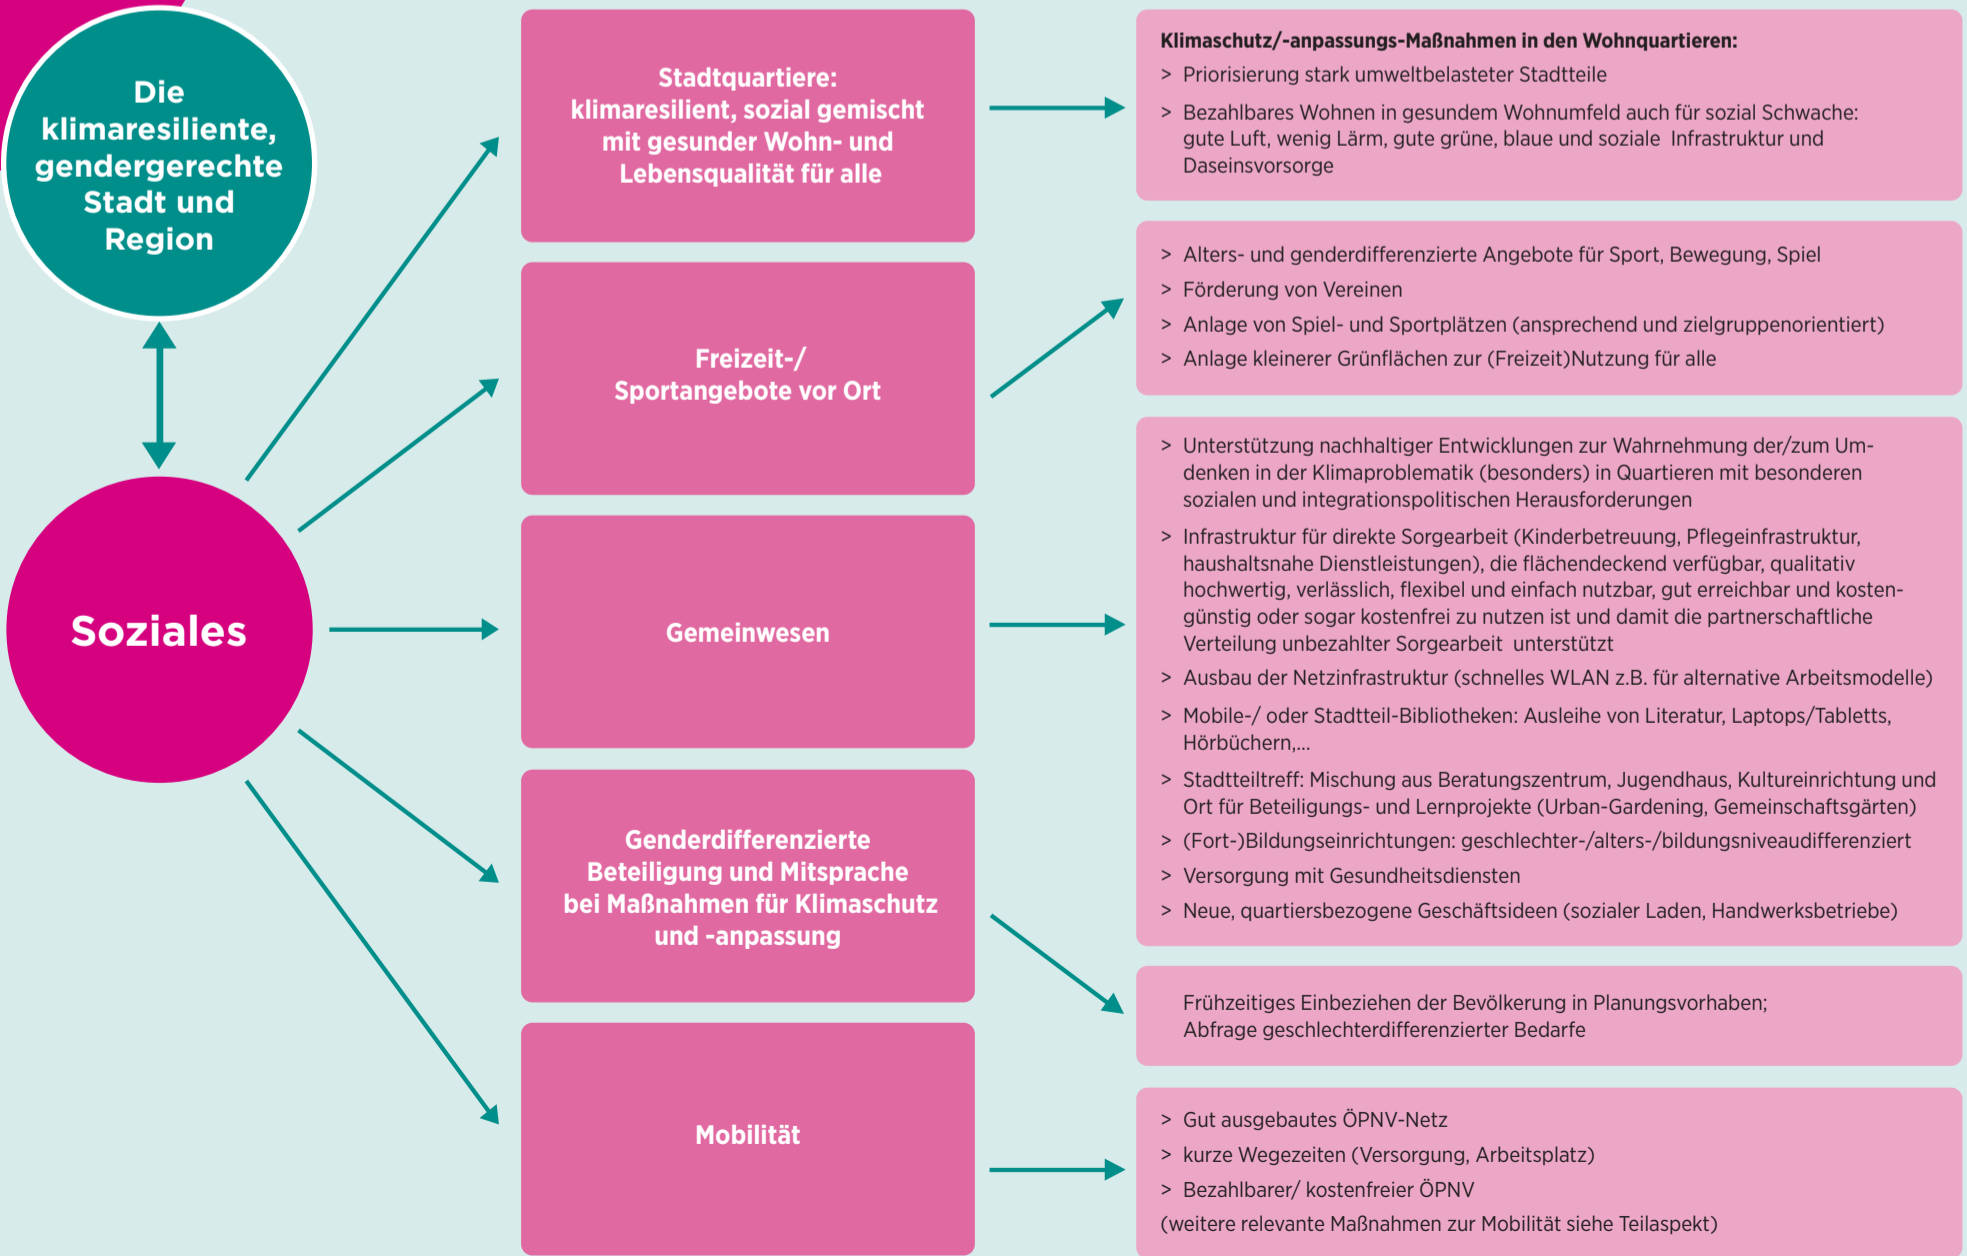 Die
klimaresiliente,
gendergerechte
Stadt und
Region
Soziales
Stadtquartiere:
klimaresilient, sozial gemischt
mit gesunder Wohn- und
Lebensqualität für alle
Klimaschutz/-anpassungs-Maßnahmen in den Wohnquartieren:
> Priorisierung stark umweltbelasteter Stadtteile
> Bezahlbares Wohnen in gesundem Wohnumfeld auch für sozial Schwache:
gute Luft, wenig Lärm, gute grüne, blaue und soziale Infrastruktur und
Daseinsvorsorge
Freizeit-/
Sportangebote vor Ort
> Alters- und genderdifferenzierte Angebote für Sport, Bewegung, Spiel
> Förderung von Vereinen
> Anlage von Spiel- und Sportplätzen (ansprechend und zielgruppenorientiert)
> Anlage kleinerer Grünflächen zur (Freizeit)Nutzung für alle
Gemeinwesen
> Unterstützung nachhaltiger Entwicklungen zur Wahrnehmung der/zum Um-
denken in der Klimaproblematik (besonders) in Quartieren mit besonderen
sozialen und integrationspolitischen Herausforderungen
> Infrastruktur für direkte Sorgearbeit (Kinderbetreuung, Pflegeinfrastruktur,
haushaltsnahe Dienstleistungen), die flächendeckend verfügbar, qualitativ
hochwertig, verlässlich, flexibel und einfach nutzbar, gut erreichbar und kosten-
günstig oder sogar kostenfrei zu nutzen ist und damit die partnerschaftliche
Verteilung unbezahlter Sorgearbeit unterstützt
> Ausbau der Netzinfrastruktur (schnelles WLAN z.B. für alternative Arbeitsmodelle)
> Mobile-/ oder Stadtteil-Bibliotheken: Ausleihe von Literatur, Laptops/Tabletts,
Hörbüchern,...
> Stadtteiltreff: Mischung aus Beratungszentrum, Jugendhaus, Kultureinrichtung und
Ort für Beteiligungs- und Lernprojekte (Urban-Gardening, Gemeinschaftsgärten)
> (Fort-)Bildungseinrichtungen: geschlechter-/alters-/bildungsniveaudifferenziert
> Versorgung mit Gesundheitsdiensten
> Neue, quartiersbezogene Geschäftsideen (sozialer Laden, Handwerksbetriebe)
Genderdifferenzierte
Beteiligung und Mitsprache
bei Maßnahmen für Klimaschutz
und -anpassung
Frühzeitiges Einbeziehen der Bevölkerung in Planungsvorhaben;
Abfrage geschlechterdifferenzierter Bedarfe
Mobilität
> Gut ausgebautes ÖPNV-Netz
> kurze Wegezeiten (Versorgung, Arbeitsplatz)
> Bezahlbarer/ kostenfreier ÖPNV
(weitere relevante Maßnahmen zur Mobilität siehe Teilaspekt)